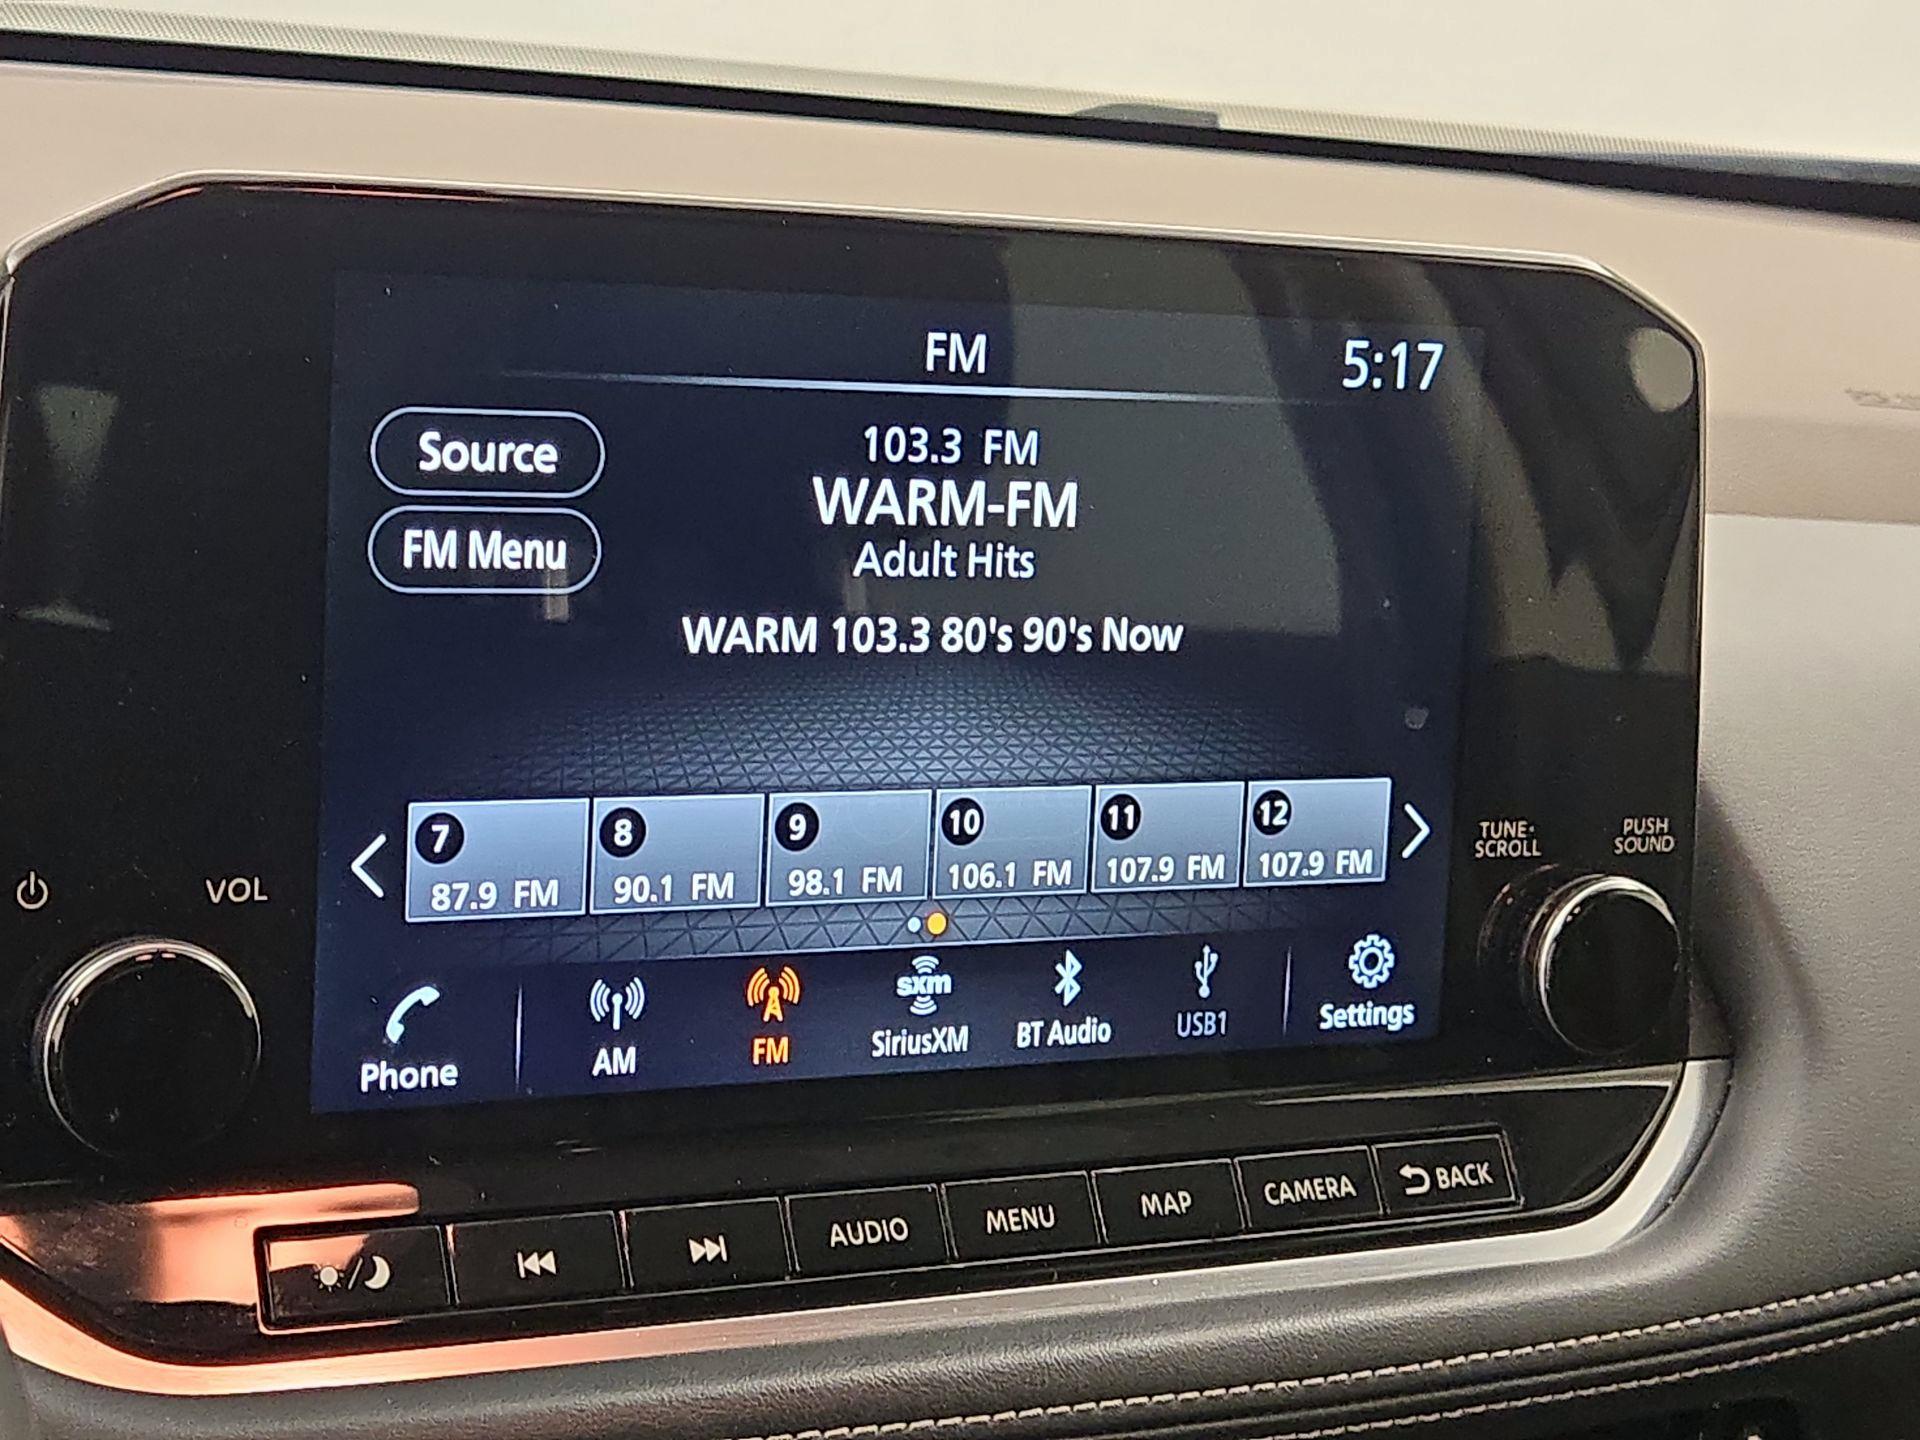 FM
5:17
Source
103.3 FM
WARM-FM
FM Menu
Adult Hits
WARM 103.3 80's 90's Now
7 8 9 10 11 12
87.9 FM 90.1 FM 98.1 FM 106.1 FM 107.9 FM 107.9 FM
VOL
TUNE·
SCROLL
PUSH
SOUND
sxm
Phone AM FM SiriusXM BT Audio USB1 Settings
AUDIO MENU MAP CAMERA BACK